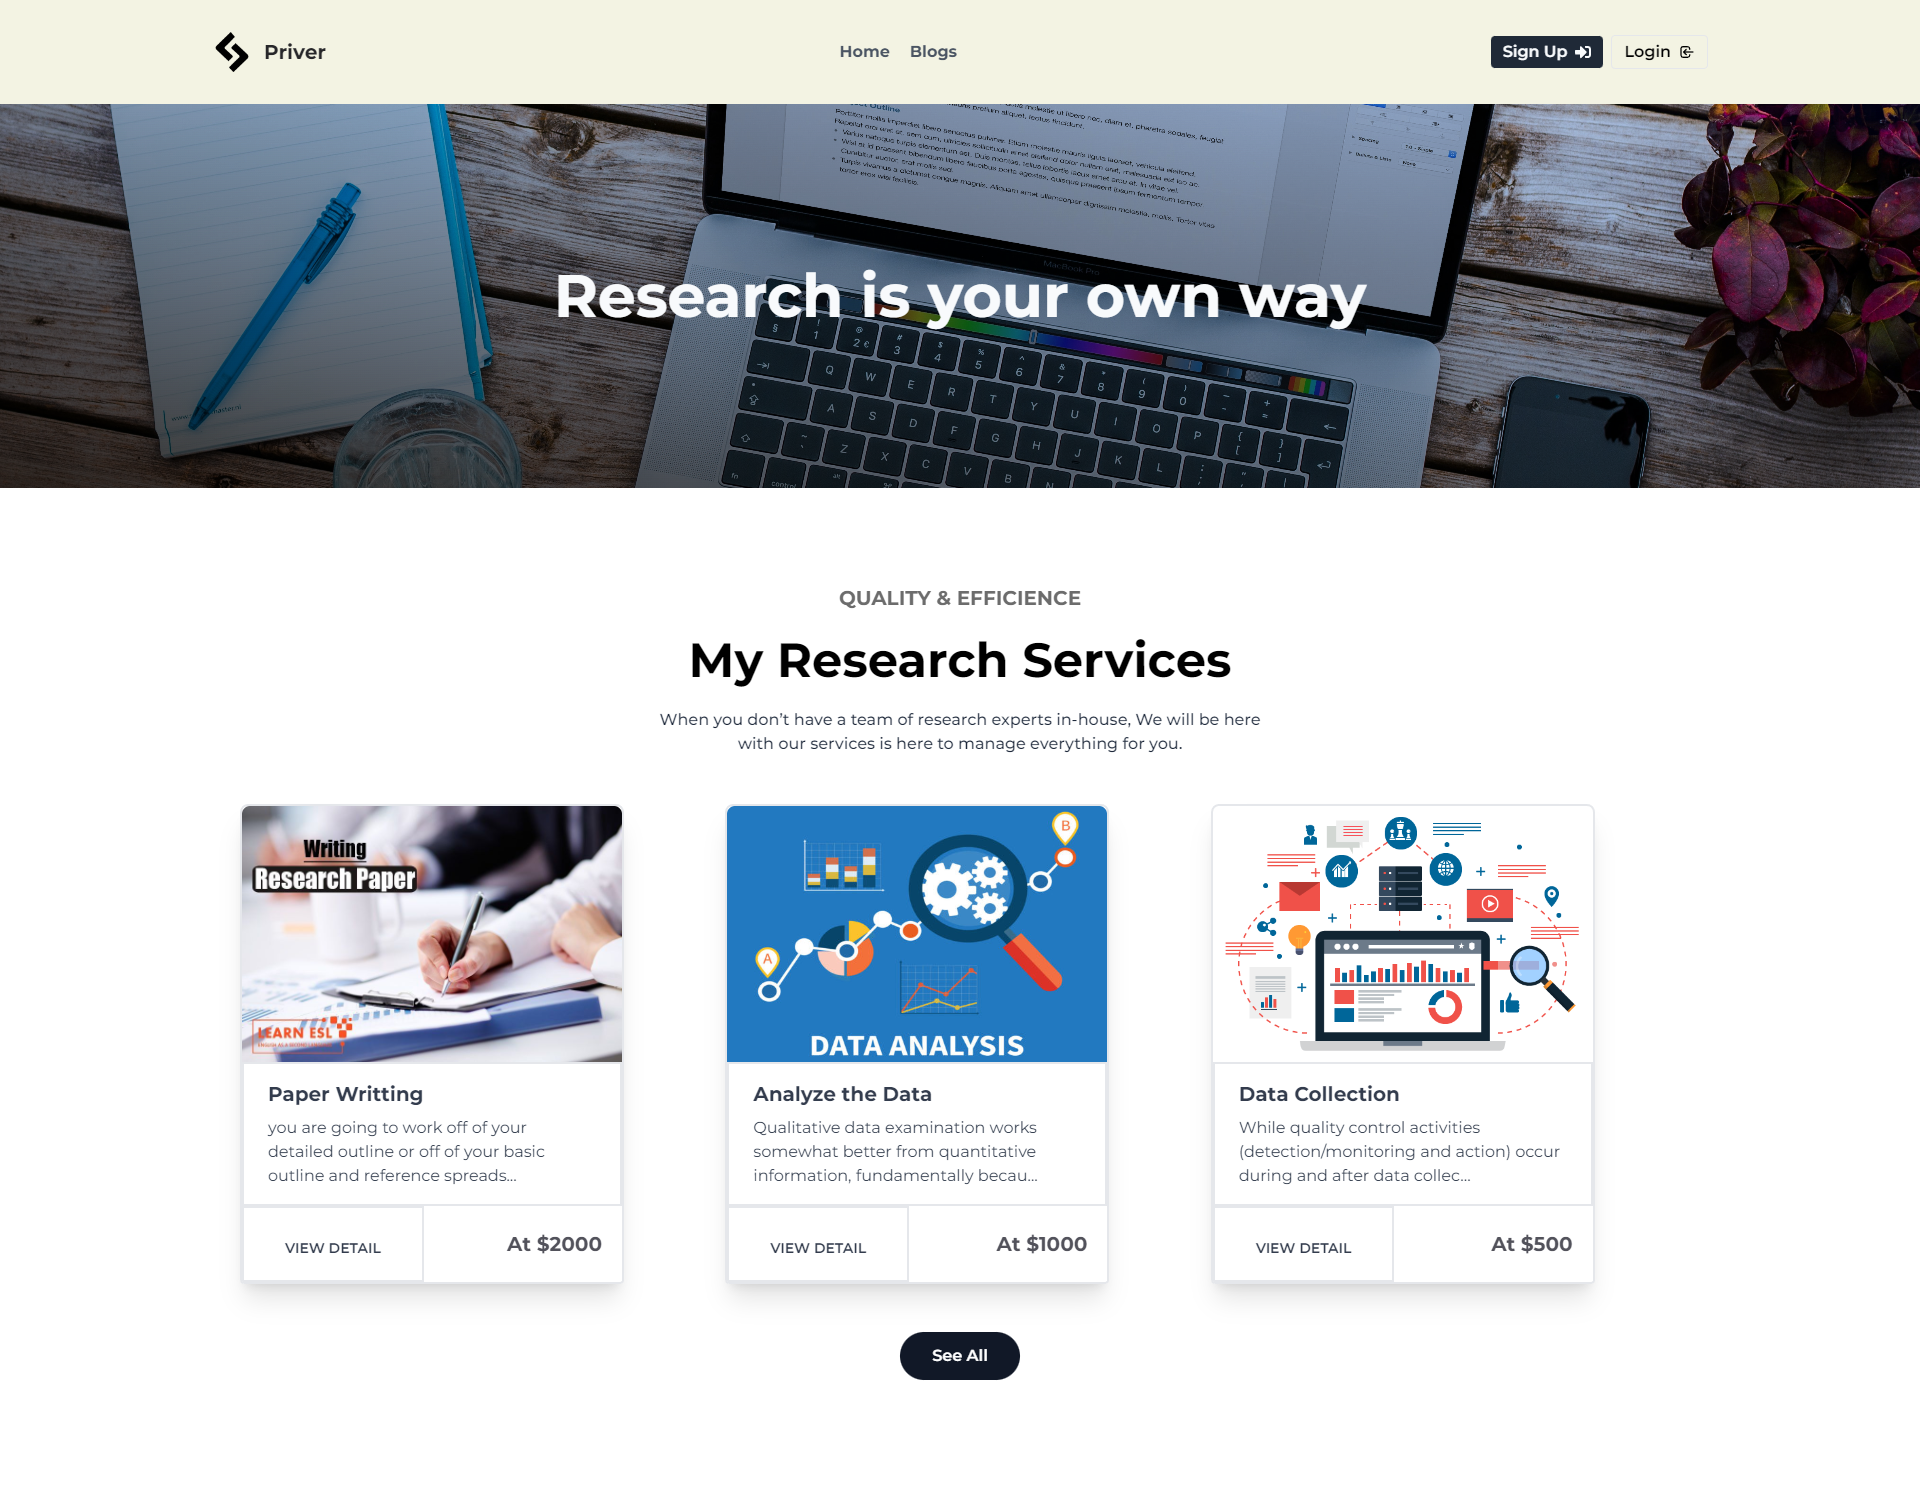 Priver
Home Blogs
Sign Up
Login
Research is your own way
QUALITY & EFFICIENCE
My Research Services
When you don’t have a team of research experts in-house, We will be here
with our services is here to manage everything for you.
Writing
Research Paper
LEARN ESL
A
B
DATA ANALYSIS
Paper Writting
you are going to work off of your
detailed outline or off of your basic
outline and reference spreads...
VIEW DETAIL
At $2000
Analyze the Data
Qualitative data examination works
somewhat better from quantitative
information, fundamentally becau...
VIEW DETAIL
At $1000
Data Collection
While quality control activities
(detection/monitoring and action) occur
during and after data collec...
VIEW DETAIL
At $500
See All